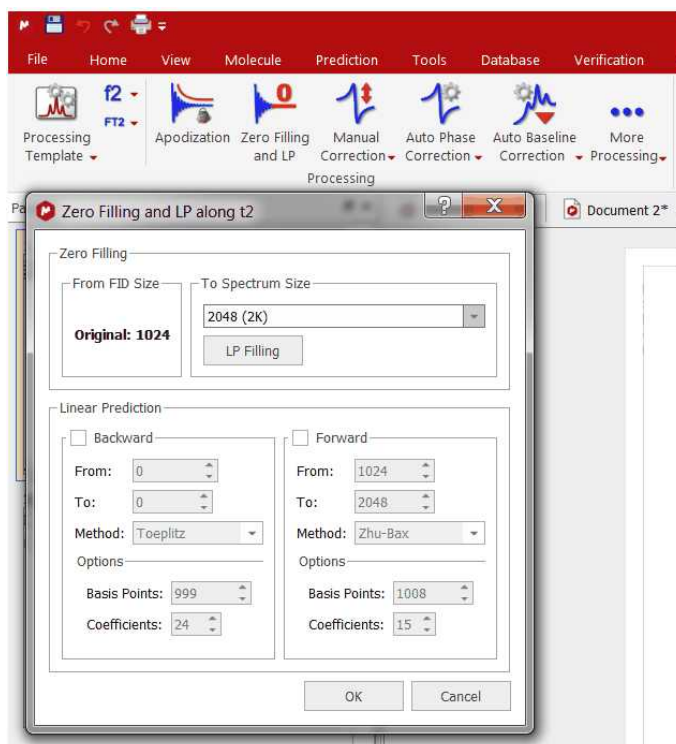 File Home View Molecule Prediction Tools Database Verification
f2
FT2
0
Processing Template
Apodization
Zero Filling and LP
Manual Correction
Auto Phase Correction
Auto Baseline Correction
More Processing
Processing
Pa
Zero Filling and LP along t2
? X
Document 2*
Zero Filling
From FID Size To Spectrum Size
Original: 1024
2048 (2K)
LP Filling
Linear Prediction
Backward Forward
From: 0 From: 1024
To: 0 To: 2048
Method: Toeplitz Method: Zhu-Bax
Options Options
Basis Points: 999 Basis Points: 1008
Coefficients: 24 Coefficients: 15
OK Cancel